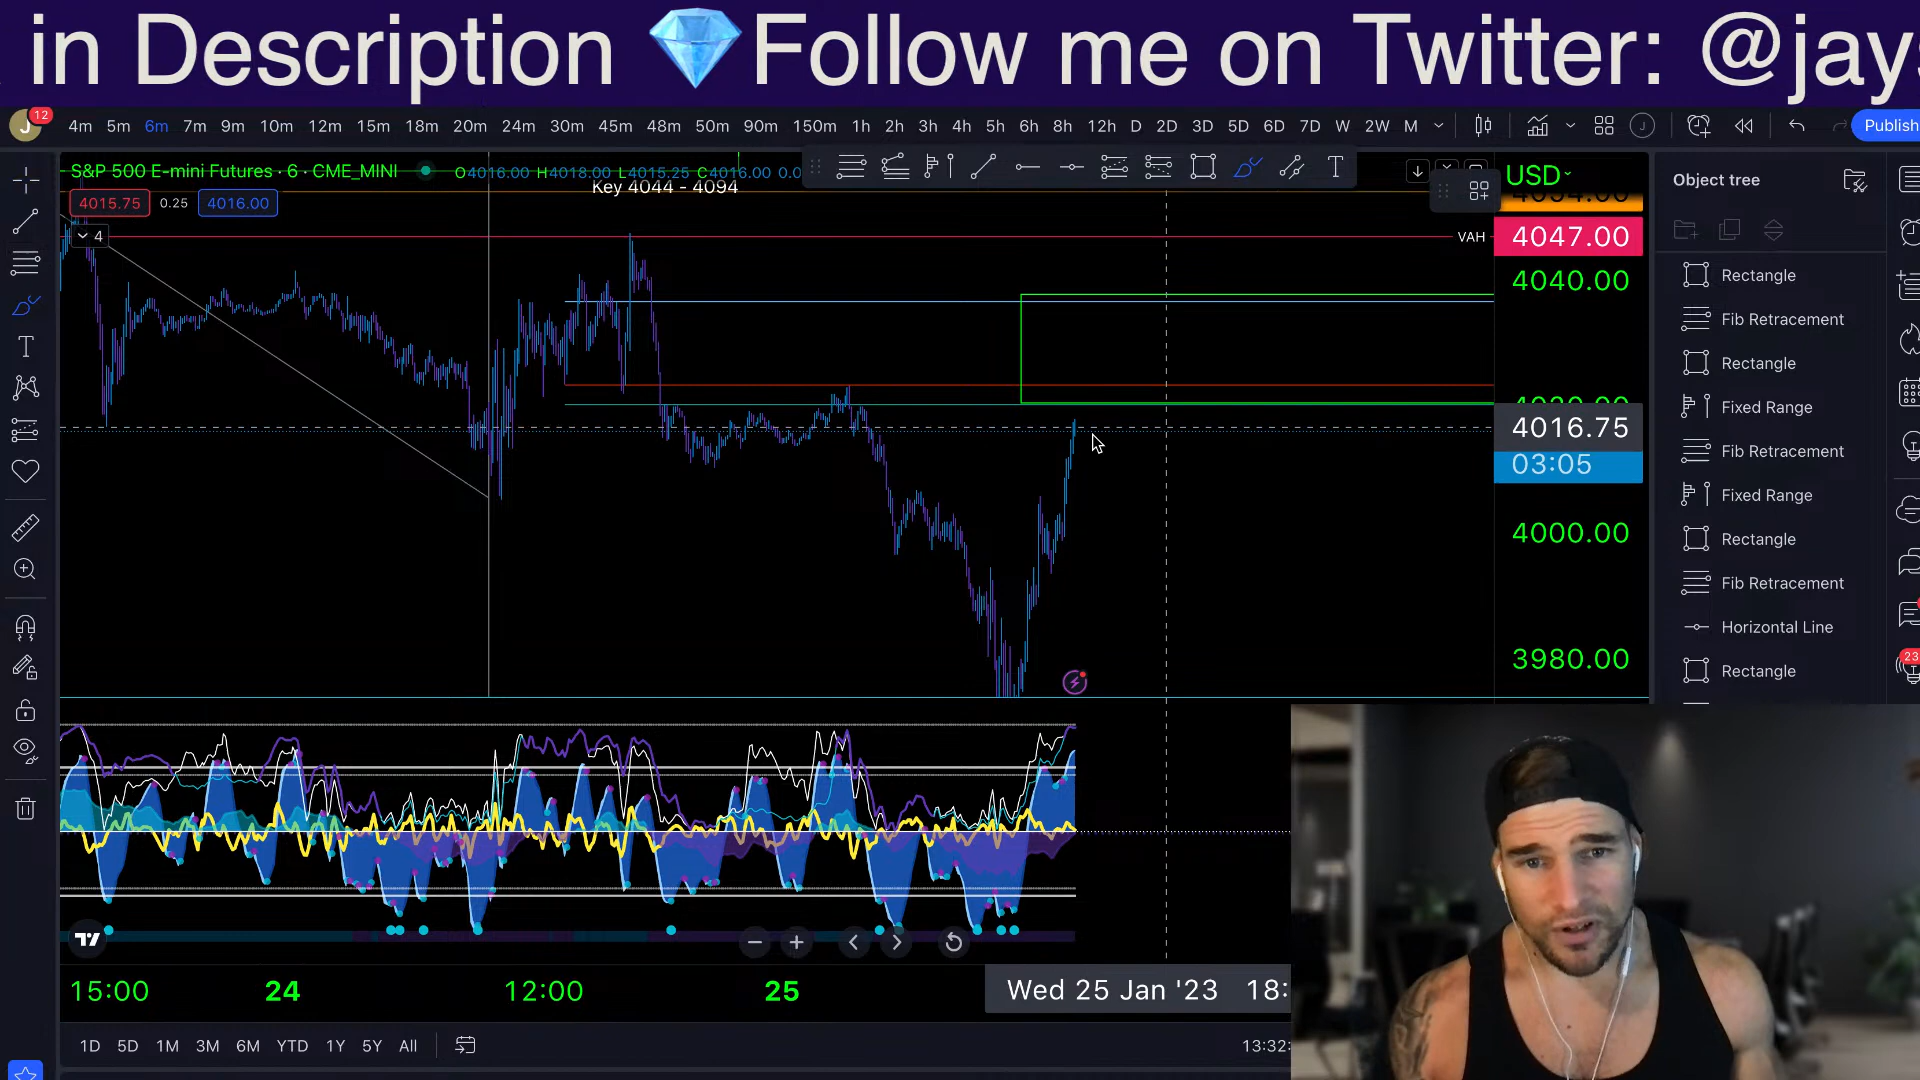 in Description 💎Follow me on Twitter: @jays
J 12 4m 5m 6m 7m 9m 10m 12m 15m 18m 20m 24m 30m 45m 48m 50m 90m 150m 1h 2h 3h 4h 5h 6h 8h 12h D 2D 3D 5D 6D 7D W 2W M J Publish
S&P 500 E-mini Futures · 6 · CME_MINI O4016.00 H4018.00 L4015.25 C4016.00 0.0
Key 4044 - 4094
USD
Object tree
4015.75 0.25 4016.00
4
VAH 4047.00
4040.00
4016.75
03:05
4000.00
3980.00
Rectangle
Fib Retracement
Rectangle
Fixed Range
Fib Retracement
Fixed Range
Rectangle
Fib Retracement
Horizontal Line
Rectangle
23
15:00 24 12:00 25 Wed 25 Jan '23 18:
1D 5D 1M 3M 6M YTD 1Y 5Y All 13:32: